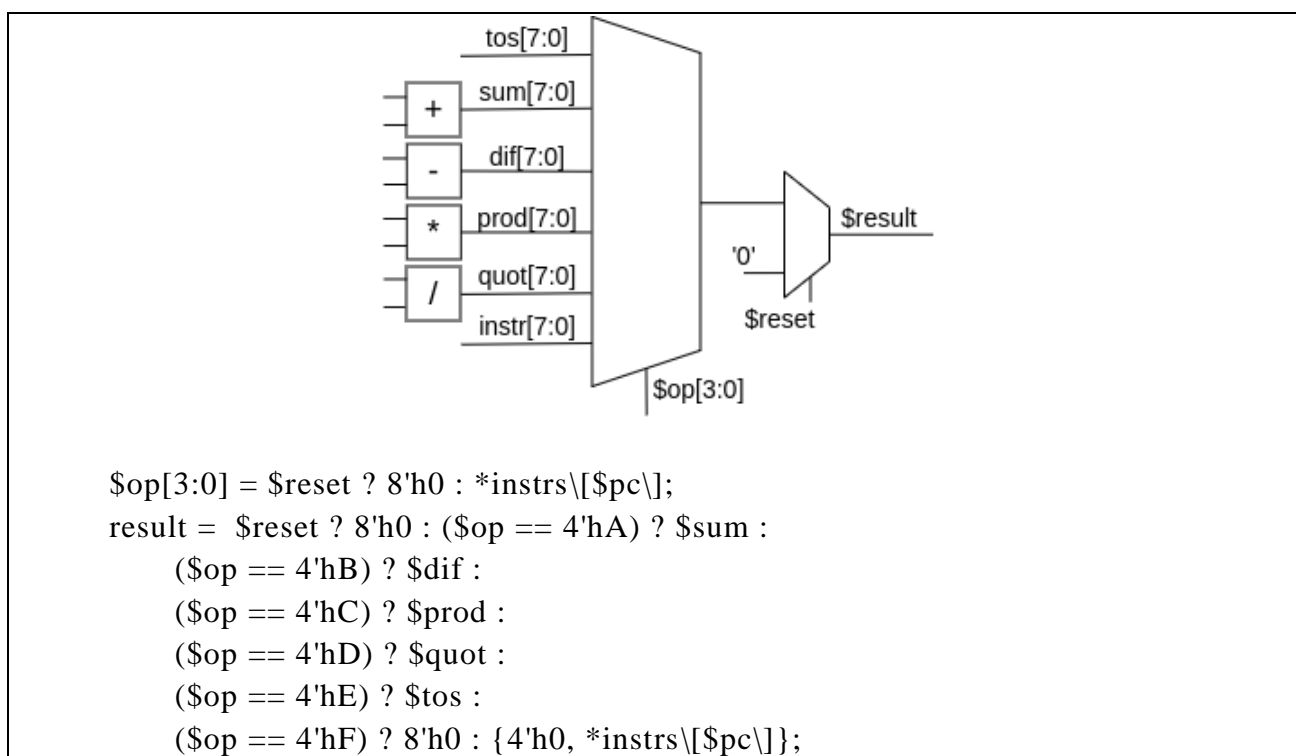 tos[7:0]
+ sum[7:0]
- dif[7:0]
* prod[7:0]
/ quot[7:0]
instr[7:0]
$result
'0'
$reset
$op[3:0]
$op[3:0] = $reset ? 8'h0 : *instrs\[$pc\];
result = $reset ? 8'h0 : ($op == 4'hA) ? $sum :
($op == 4'hB) ? $dif :
($op == 4'hC) ? $prod :
($op == 4'hD) ? $quot :
($op == 4'hE) ? $tos :
($op == 4'hF) ? 8'h0 : {4'h0, *instrs\[$pc\]};